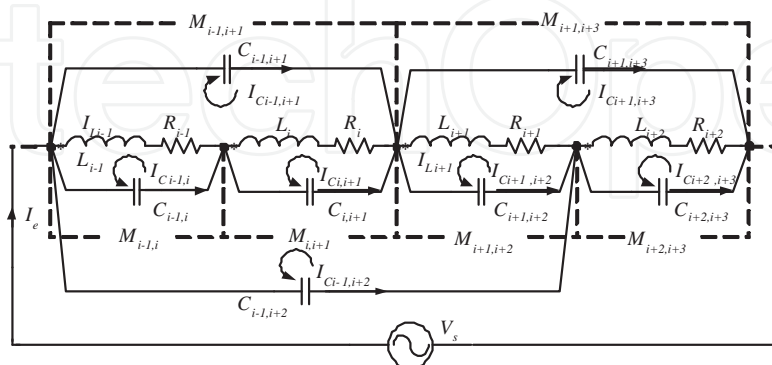 M_{i-1,i+1} M_{i+1,i+3}
C_{i-1,i+1} C_{i+1,i+3}
I_{Ci-1,i+1} I_{Ci+1,i+3}
I_{Li-1} R_{i-1} L_i R_i L_{i+1} R_{i+1} L_{i+2} R_{i+2}
* * * *
L_{i-1} I_{Ci-1,i} I_{Ci,i+1} I_{Li+1} I_{Ci+1,i+2} I_{Ci+2,i+3}
I_e C_{i-1,i} C_{i,i+1} C_{i+1,i+2} C_{i+2,i+3}
M_{i-1,i} M_{i,i+1} M_{i+1,i+2} M_{i+2,i+3}
I_{Ci-1,i+2}
C_{i-1,i+2}
V_s